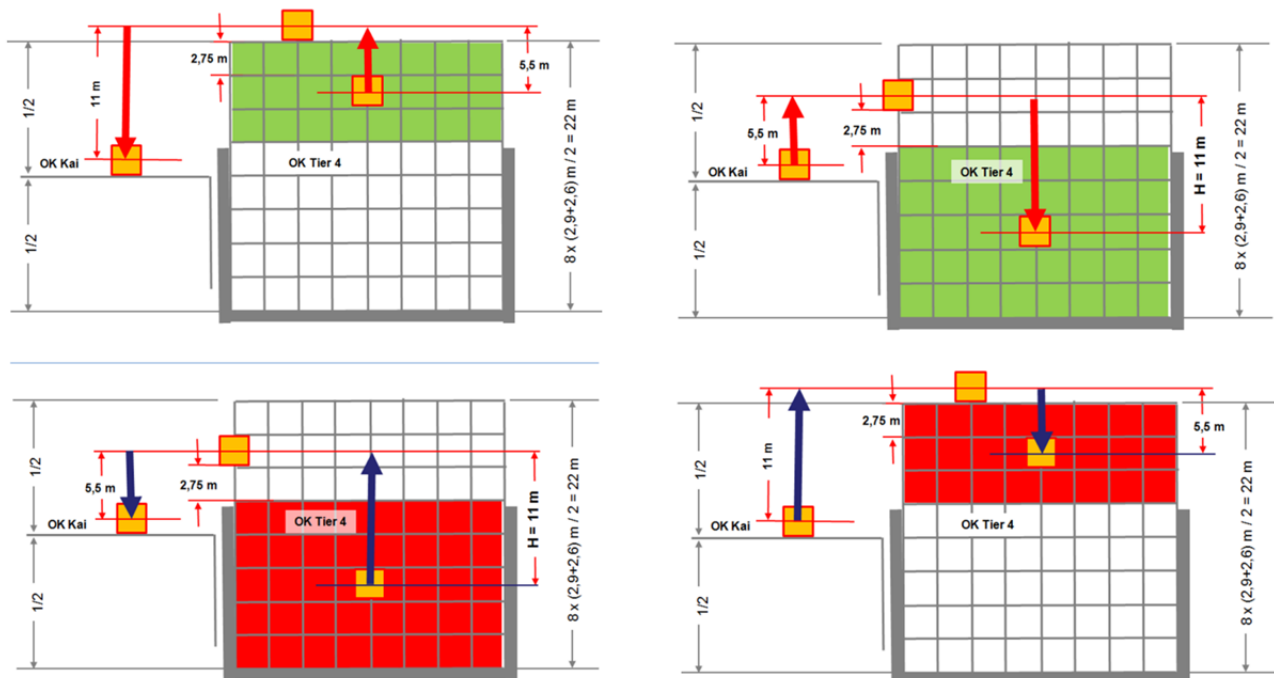 2,75 m
5,5 m
11 m
1/2
OK Kai
OK Tier 4
1/2
8 x (2,9+2,6) m / 2 = 22 m
1/2
5,5 m
2,75 m
OK Kai
OK Tier 4
H = 11 m
1/2
8 x (2,9+2,6) m / 2 = 22 m
1/2
5,5 m
2,75 m
OK Kai
OK Tier 4
H = 11 m
1/2
8 x (2,9+2,6) m / 2 = 22 m
2,75 m
5,5 m
1/2
11 m
OK Kai
OK Tier 4
1/2
8 x (2,9+2,6) m / 2 = 22 m